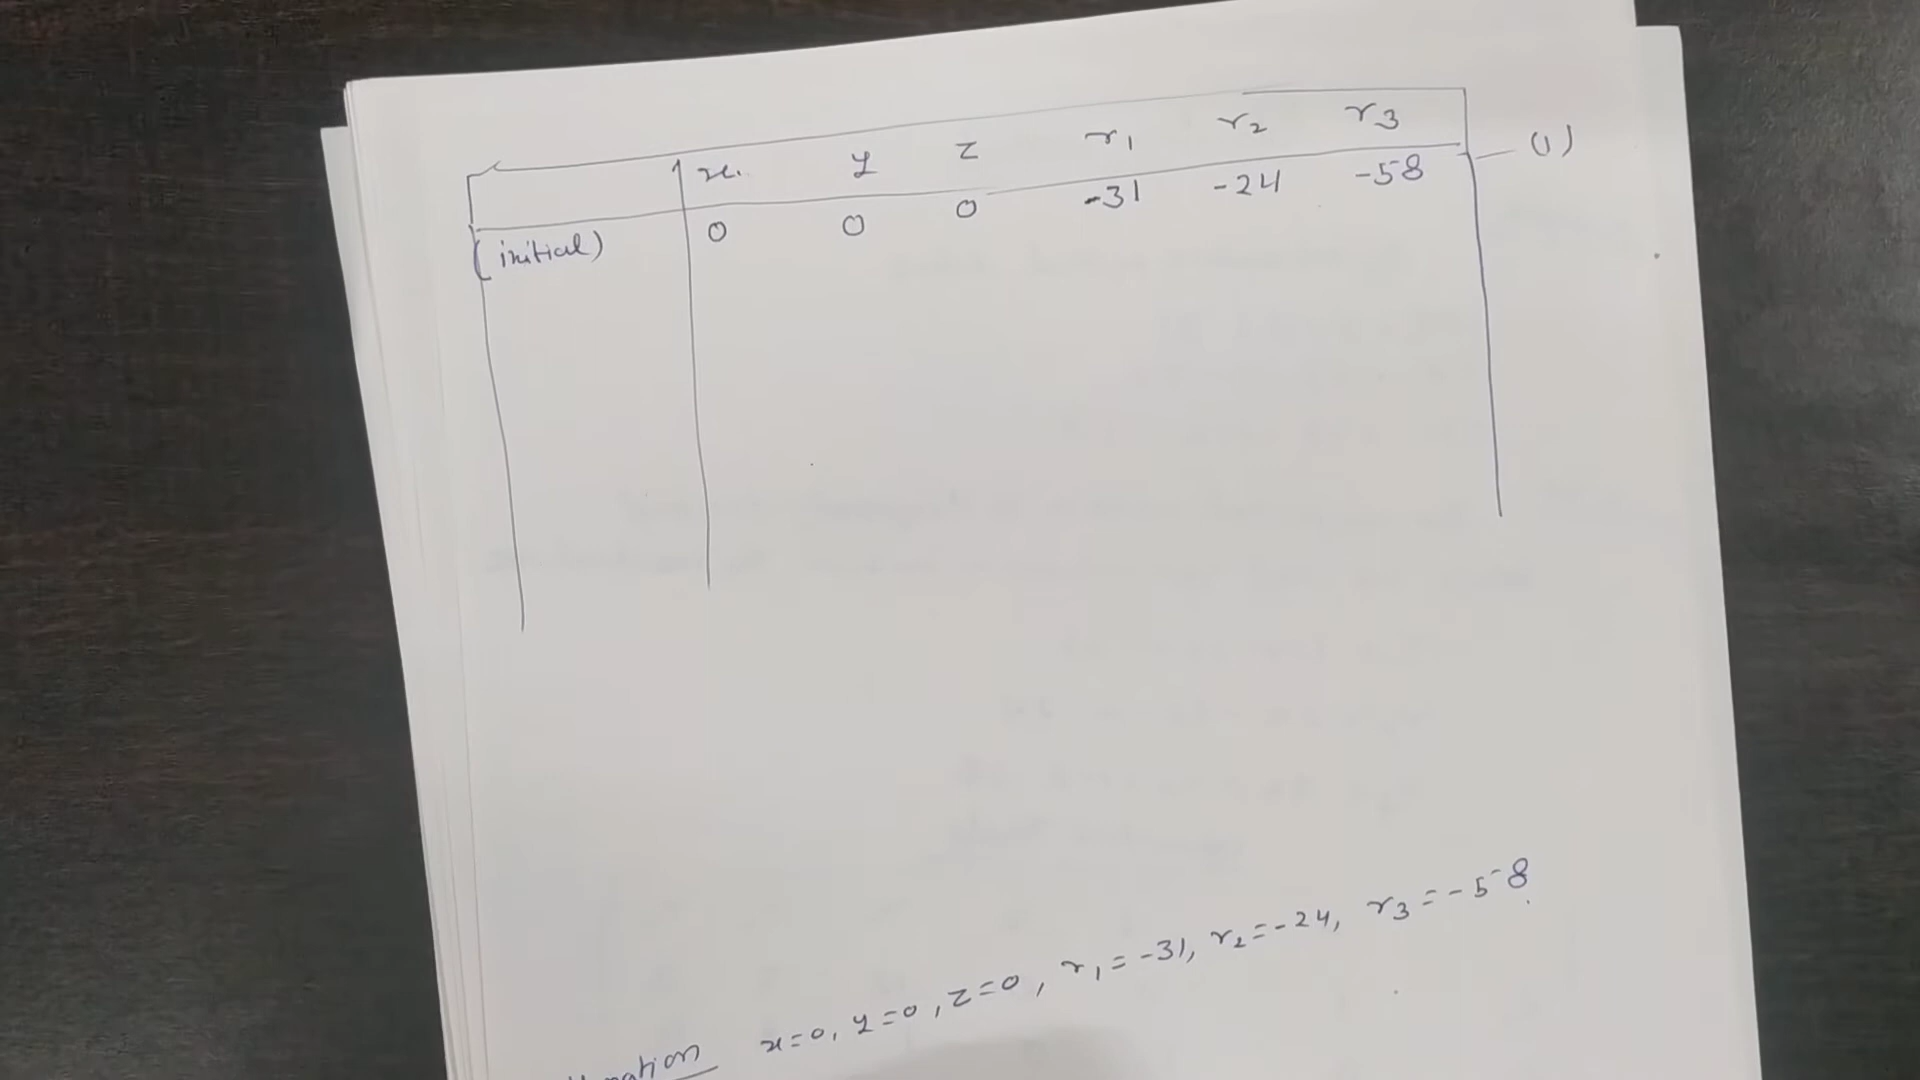 x. y z r₁ r₂ r₃
(initial) 0 0 0 -31 -24 -58 — (1)
x=0, y=0, z=0, r₁=-31, r₂=-24, r₃=-58